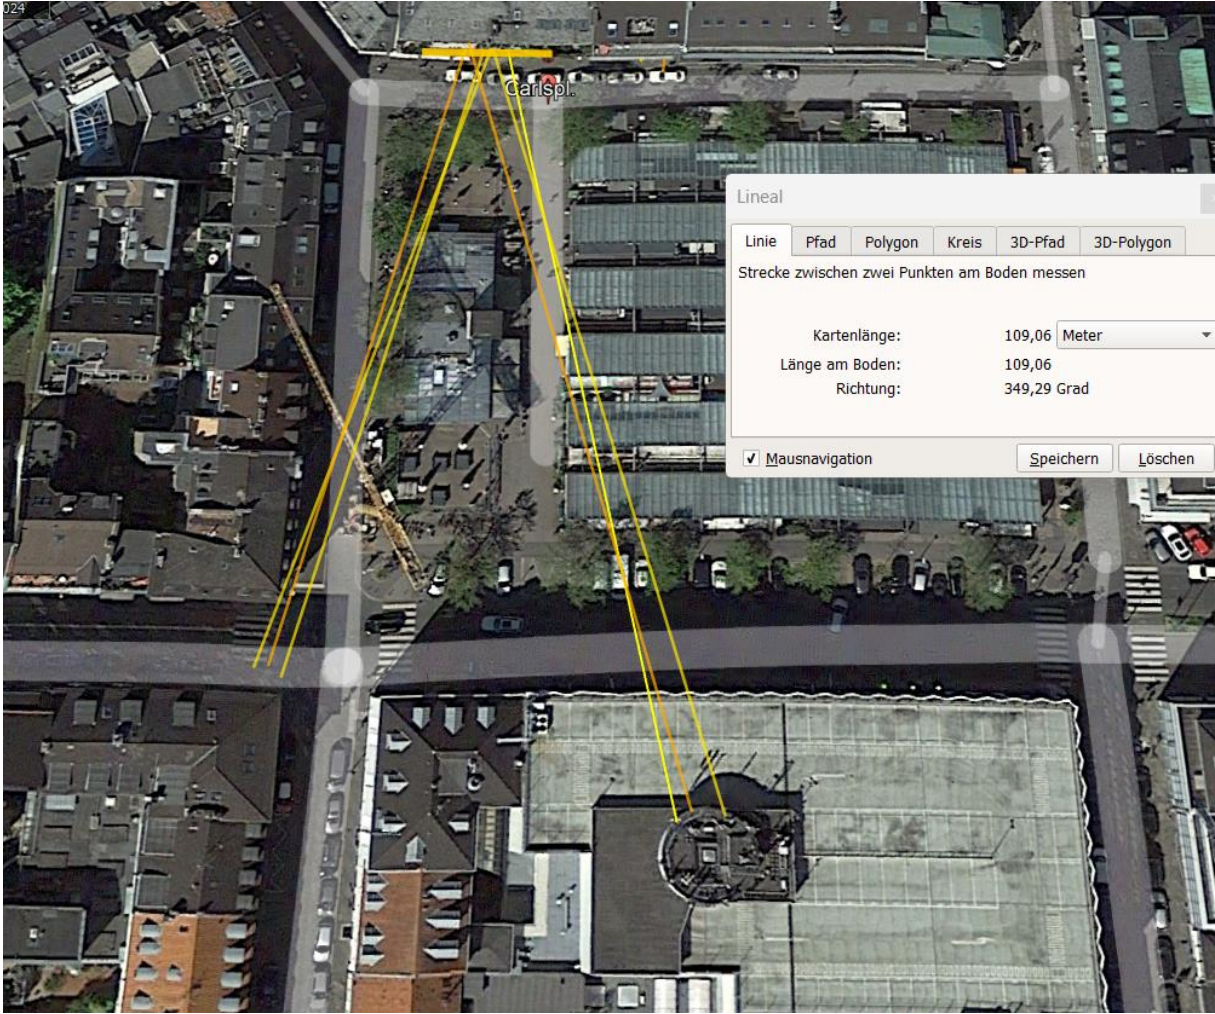 024
Carlspl.
Lineal
Linie Pfad Polygon Kreis 3D-Pfad 3D-Polygon
Strecke zwischen zwei Punkten am Boden messen
Kartenlänge: 109,06 Meter
Länge am Boden: 109,06
Richtung: 349,29 Grad
Mausnavigation Speichern Löschen